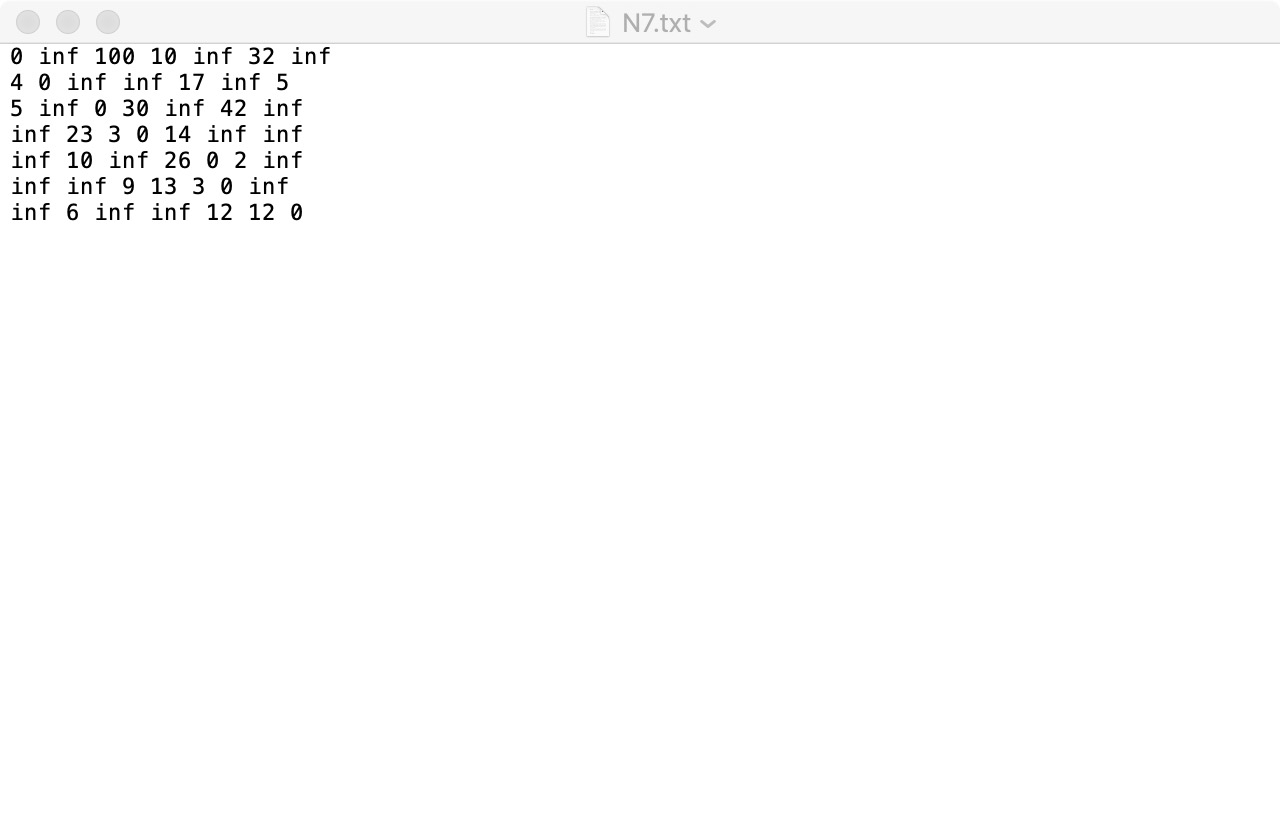 N7.txt
0 inf 100 10 inf 32 inf
4 0 inf inf 17 inf 5
5 inf 0 30 inf 42 inf
inf 23 3 0 14 inf inf
inf 10 inf 26 0 2 inf
inf inf 9 13 3 0 inf
inf 6 inf inf 12 12 0